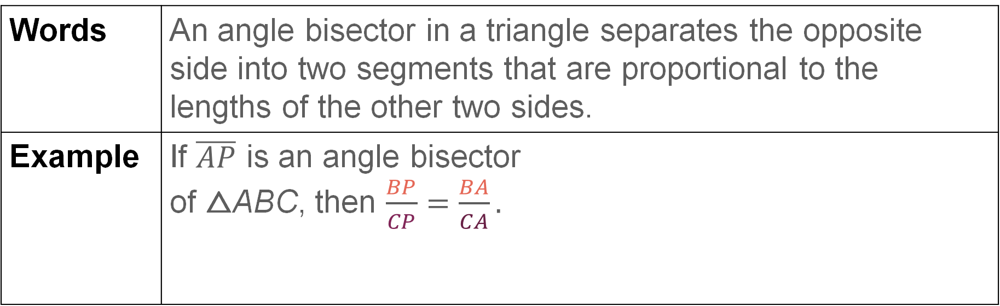 Words
An angle bisector in a triangle separates the opposite
side into two segments that are proportional to the
lengths of the other two sides.
Example
If \overline{AP} is an angle bisector
of △ABC, then \frac{BP}{CP} = \frac{BA}{CA}.